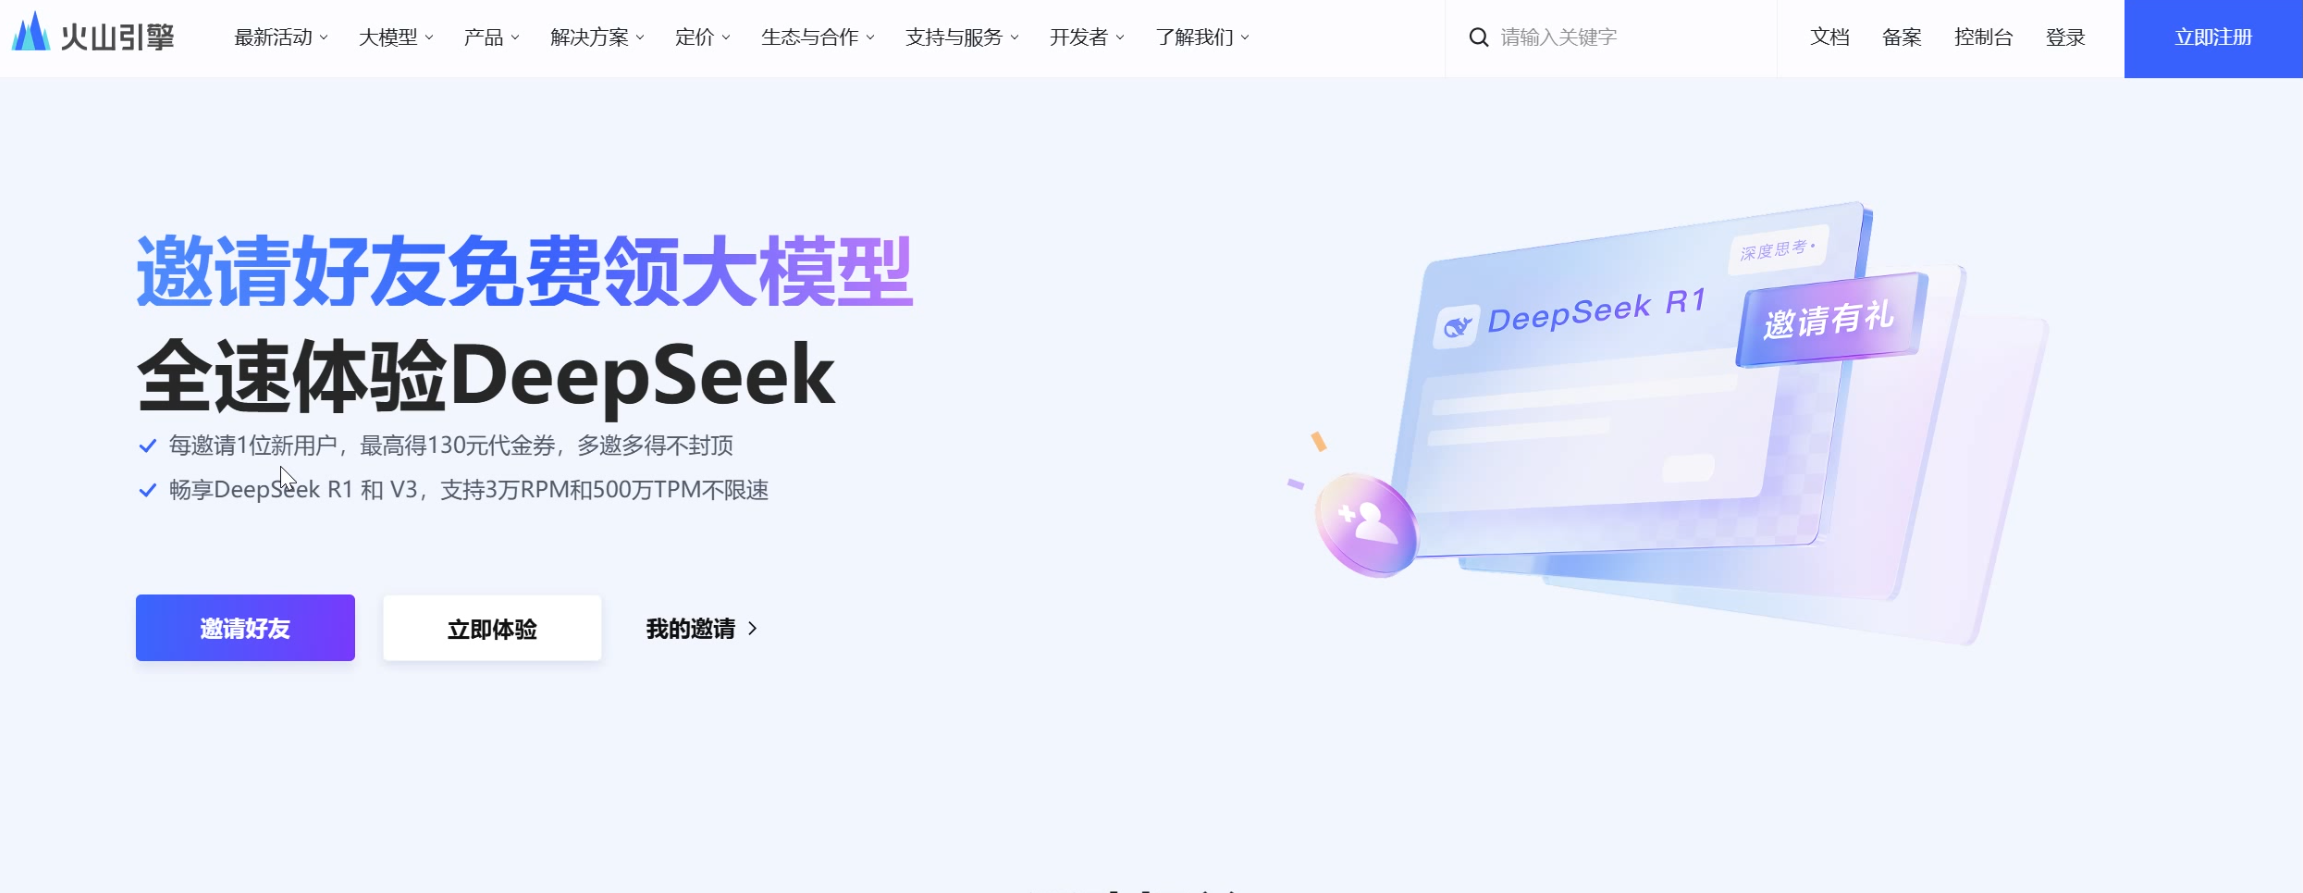 火山引擎
最新活动 大模型 产品 解决方案 定价 生态与合作 支持与服务 开发者 了解我们 请输入关键字 文档 备案 控制台 登录 立即注册
邀请好友免费领大模型
全速体验DeepSeek
每邀请1位新用户，最高得130元代金券，多邀多得不封顶
畅享DeepSeek R1 和 V3，支持3万RPM和500万TPM不限速
邀请好友 立即体验 我的邀请
深度思考
DeepSeek R1
邀请有礼